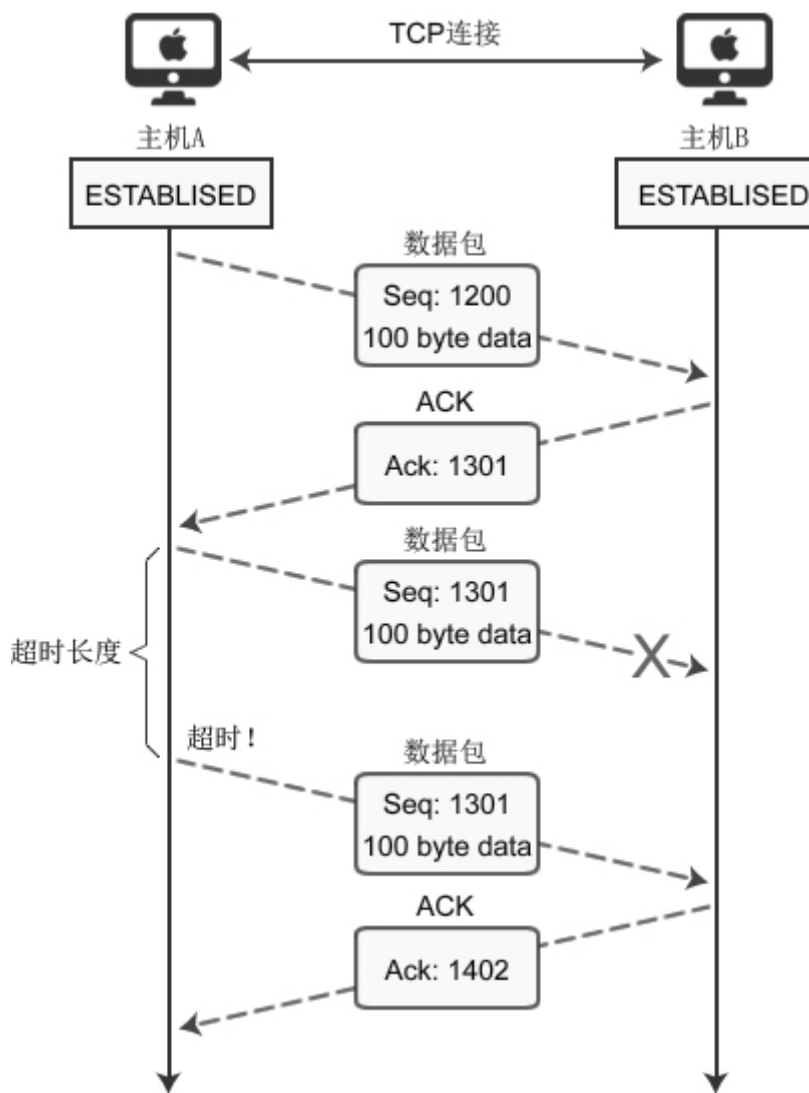 TCP连接
主机A
主机B
ESTABLISED
ESTABLISED
数据包
Seq: 1200
100 byte data
ACK
Ack: 1301
数据包
Seq: 1301
100 byte data
X
超时长度
超时!
数据包
Seq: 1301
100 byte data
ACK
Ack: 1402